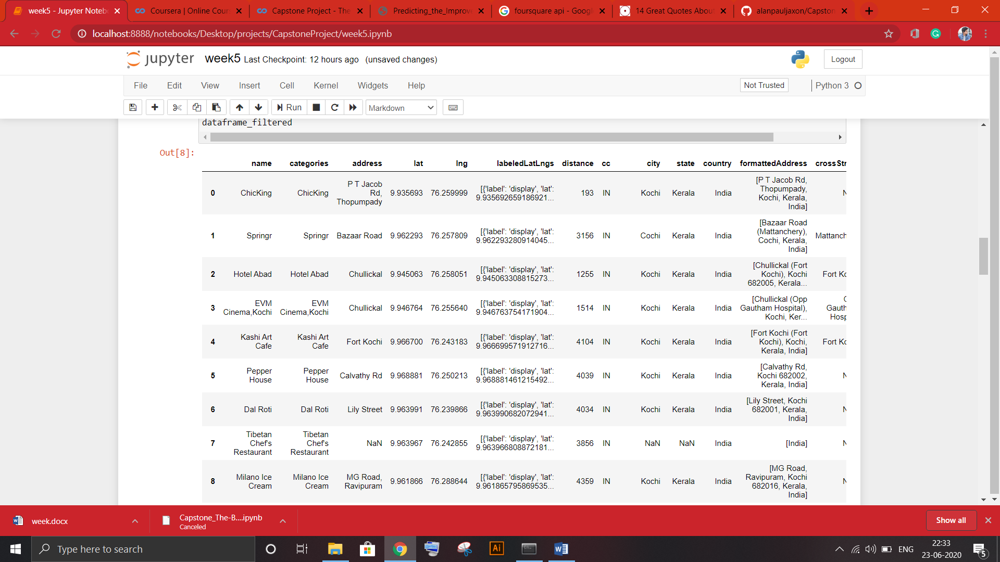 week5 - Jupyter Noteb
Coursera | Online Cour
Capstone Project - The
Predicting_the_Improv
foursquare api - Googl
14 Great Quotes About
alanpauljaxon/Capston
localhost:8888/notebooks/Desktop/projects/CapstoneProject/week5.ipynb
jupyter week5 Last Checkpoint: 12 hours ago (unsaved changes)
Logout
File Edit View Insert Cell Kernel Widgets Help
Not Trusted
Python 3
Run
Markdown
dataframe_filtered
Out[8]:
name categories address lat lng labeledLatLngs distance cc city state country formattedAddress crossStr
0 ChicKing ChicKing P T Jacob Rd, Thopumpady 9.935693 76.259999 [{'label': 'display', 'lat': 9.935692659186921... 193 IN Kochi Kerala India [P T Jacob Rd, Thopumpady, Kochi, Kerala, India] N
1 Springr Springr Bazaar Road 9.962293 76.257809 [{'label': 'display', 'lat': 9.962293280914045... 3156 IN Cochi Kerala India [Bazaar Road (Mattanchery), Cochi, Kerala, India] Mattanch
2 Hotel Abad Hotel Abad Chullickal 9.945063 76.258051 [{'label': 'display', 'lat': 9.945063308815273... 1255 IN Kochi Kerala India [Chullickal (Fort Kochi), Kochi 682005, Kerala... Fort Ko
3 EVM Cinema,Kochi EVM Cinema,Kochi Chullickal 9.946764 76.255640 [{'label': 'display', 'lat': 9.946763754171904... 1514 IN Kochi Kerala India [Chullickal (Opp Gautham Hospital), Kochi, Ker... Gauth Hosp
4 Kashi Art Cafe Kashi Art Cafe Fort Kochi 9.966700 76.243183 [{'label': 'display', 'lat': 9.966699571912716... 4104 IN Kochi Kerala India [Fort Kochi (Fort Kochi), Kochi, Kerala, India] Fort Ko
5 Pepper House Pepper House Calvathy Rd 9.968881 76.250213 [{'label': 'display', 'lat': 9.968881461215492... 4039 IN Kochi Kerala India [Calvathy Rd, Kochi 682002, Kerala, India] N
6 Dal Roti Dal Roti Lily Street 9.963991 76.239866 [{'label': 'display', 'lat': 9.963990682072941... 4034 IN Kochi Kerala India [Lily Street, Kochi 682001, Kerala, India] N
7 Tibetan Chef's Restaurant Tibetan Chef's Restaurant NaN 9.963967 76.242855 [{'label': 'display', 'lat': 9.963966808872181... 3856 IN NaN NaN India [India] N
8 Milano Ice Cream Milano Ice Cream MG Road, Ravipuram 9.961866 76.288644 [{'label': 'display', 'lat': 9.961865795869535... 4359 IN Kochi Kerala India [MG Road, Ravipuram, Kochi 682016, Kerala, India] N
week.docx
Capstone_The-B....ipynb
Canceled
Show all
Type here to search
Ai
ENG
22:33
23-06-2020
5